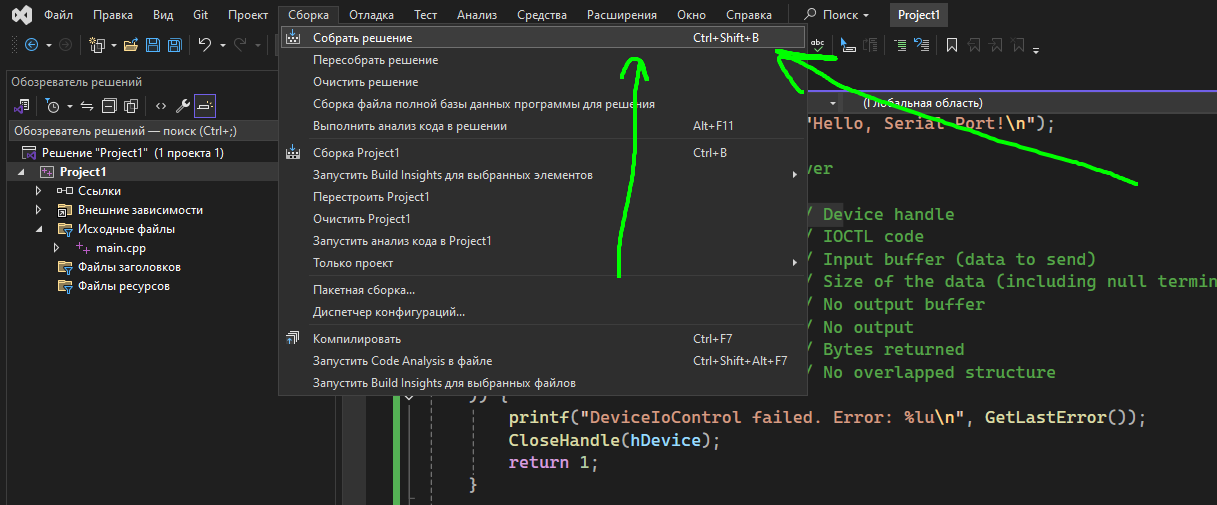 Файл Правка Вид Git Проект Сборка Отладка Тест Анализ Средства Расширения Окно Справка Поиск Project1
Собрать решение Ctrl+Shift+B
Пересобрать решение
Очистить решение
Сборка файла полной базы данных программы для решения
Выполнить анализ кода в решении Alt+F11
Сборка Project1 Ctrl+B
Запустить Build Insights для выбранных элементов
Перестроить Project1
Очистить Project1
Запустить анализ кода в Project1
Только проект
Пакетная сборка...
Диспетчер конфигураций...
Компилировать Ctrl+F7
Запустить Code Analysis в файле Ctrl+Shift+Alt+F7
Запустить Build Insights для выбранных файлов
Обозреватель решений
Обозреватель решений — поиск (Ctrl+;)
Решение "Project1" (1 проекта 1)
Project1
Ссылки
Внешние зависимости
Исходные файлы
main.cpp
Файлы заголовков
Файлы ресурсов
abc
(Глобальная область)
"Hello, Serial Port!\n");
ver
/ Device handle
/ IOCTL code
/ Input buffer (data to send)
/ Size of the data (including null termin
/ No output buffer
/ No output
/ Bytes returned
/ No overlapped structure
)) {
printf("DeviceIoControl failed. Error: %lu\n", GetLastError());
CloseHandle(hDevice);
return 1;
}